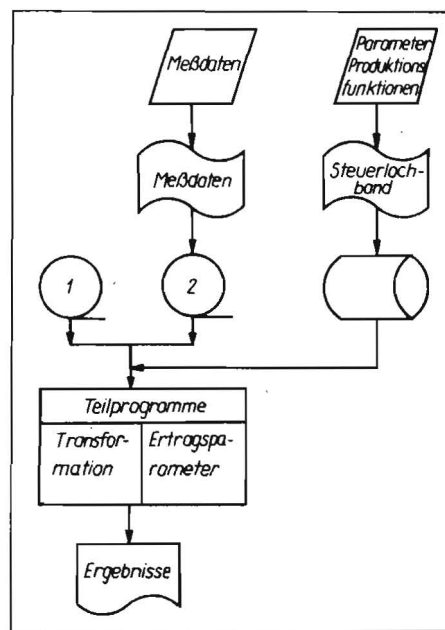 Meßdaten
Parameter
Produktions
funktionen
Meßdaten
Steuerloch-
band
1
2
Teilprogramme
Transfor-
mation
Ertragspa-
rameter
Ergebnisse